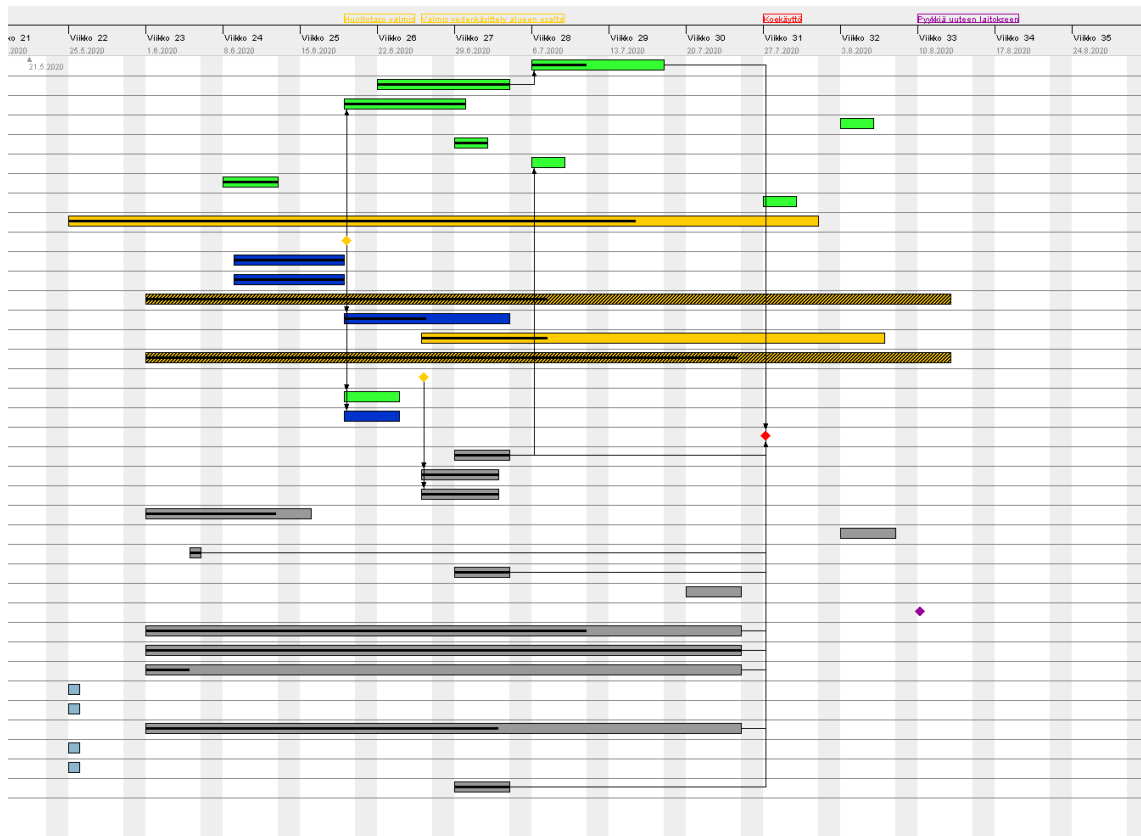 Huoltotaso valmis Valmis vedenkäsittely alueen osalta Koekäyttö Pyykkiä uuteen laitokseen
ko 21 Viikko 22 Viikko 23 Viikko 24 Viikko 25 Viikko 26 Viikko 27 Viikko 28 Viikko 29 Viikko 30 Viikko 31 Viikko 32 Viikko 33 Viikko 34 Viikko 35
.2020 25.5.2020 1.6.2020 8.6.2020 15.6.2020 22.6.2020 29.6.2020 6.7.2020 13.7.2020 20.7.2020 27.7.2020 3.8.2020 10.8.2020 17.8.2020 24.8.2020
21.5.2020